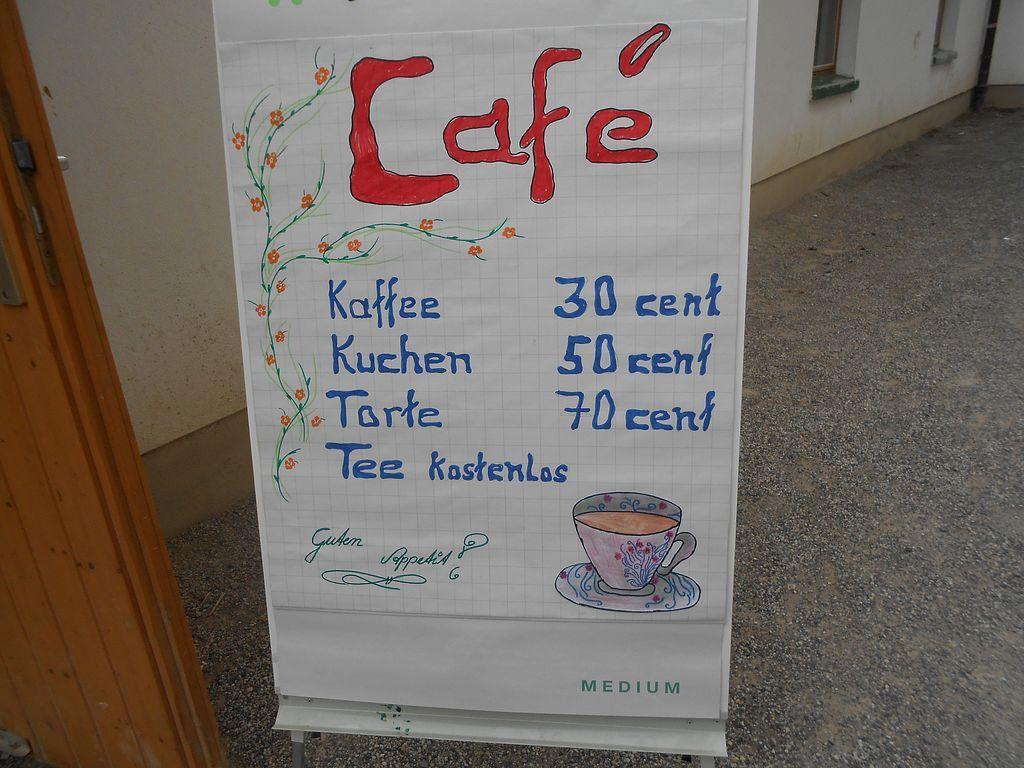 Café
Kaffee 30 cent
Kuchen 50 cent
Torte 70 cent
Tee kostenlos
Guten Appetit!
MEDIUM